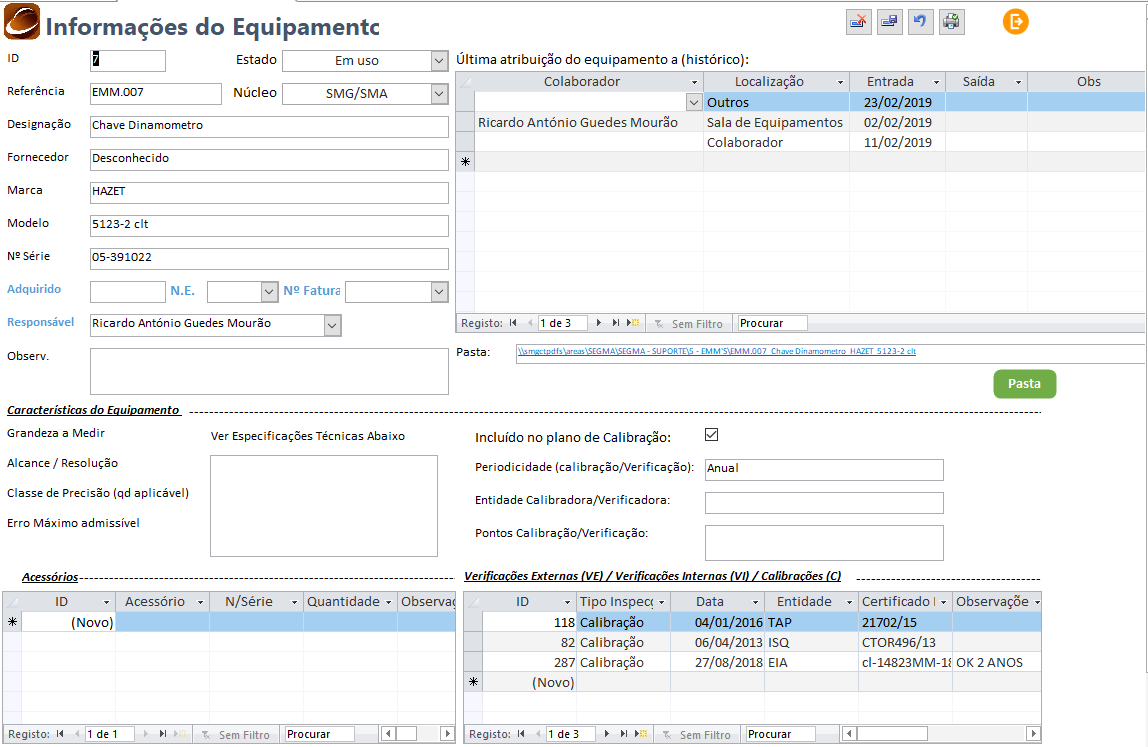 Informações do Equipamento
ID
7
Estado
Em uso
Referência
EMM.007
Núcleo
SMG/SMA
Designação
Chave Dinamometro
Fornecedor
Desconhecido
Marca
HAZET
Modelo
5123-2 clt
Nº Série
05-391022
Adquirido
N.E.
Nº Fatura
Responsável
Ricardo António Guedes Mourão
Observ.
Última atribuição do equipamento a (histórico):
Colaborador Localização Entrada Saída Obs
Outros 23/02/2019
Ricardo António Guedes Mourão Sala de Equipamentos 02/02/2019
Colaborador 11/02/2019
Registo: 1 de 3 Sem Filtro Procurar
Pasta:
\\smgctpdfs\areas\SEGMA\SEGMA - SUPORTE\5 - EMM'S\EMM.007_Chave Dinamometro_HAZET_5123-2 clt
Pasta
Características do Equipamento
Grandeza a Medir
Alcance / Resolução
Classe de Precisão (qd aplicável)
Erro Máximo admissível
Ver Especificações Técnicas Abaixo
Incluído no plano de Calibração:
Periodicidade (calibração/Verificação):
Anual
Entidade Calibradora/Verificadora:
Pontos Calibração/Verificação:
Acessórios
ID Acessório N/Série Quantidade Observaç
(Novo)
Registo: 1 de 1 Sem Filtro Procurar
Verificações Externas (VE) / Verificações Internas (VI) / Calibrações (C)
ID Tipo Inspecç Data Entidade Certificado Observaçõe
118 Calibração 04/01/2016 TAP 21702/15
82 Calibração 06/04/2013 ISQ CTOR496/13
287 Calibração 27/08/2018 EIA cl-14823MM-18 OK 2 ANOS
(Novo)
Registo: 1 de 3 Sem Filtro Procurar